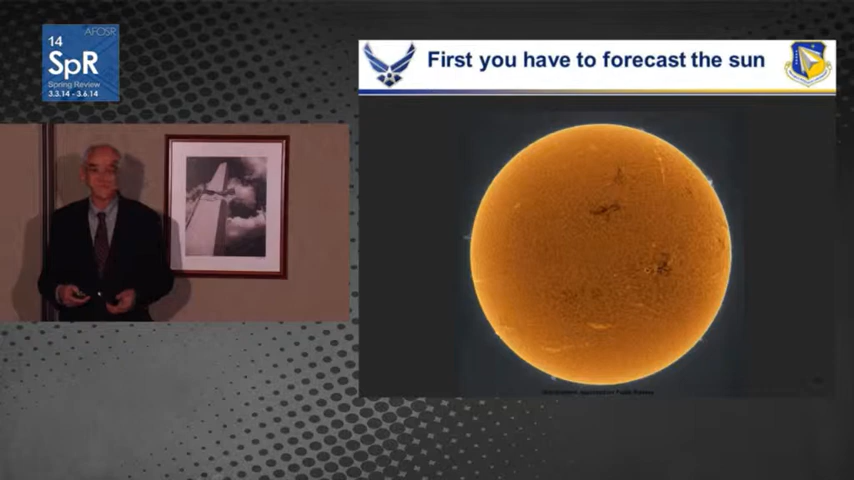 AFOSR
14
SpR
Spring Review
3.3.14 - 3.6.14
First you have to forecast the sun